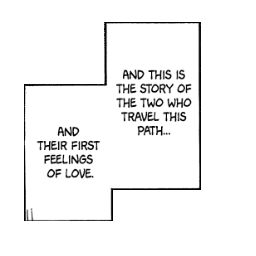 AND THIS IS
THE STORY OF
THE TWO WHO
TRAVEL THIS
PATH...
AND
THEIR FIRST
FEELINGS
OF LOVE.